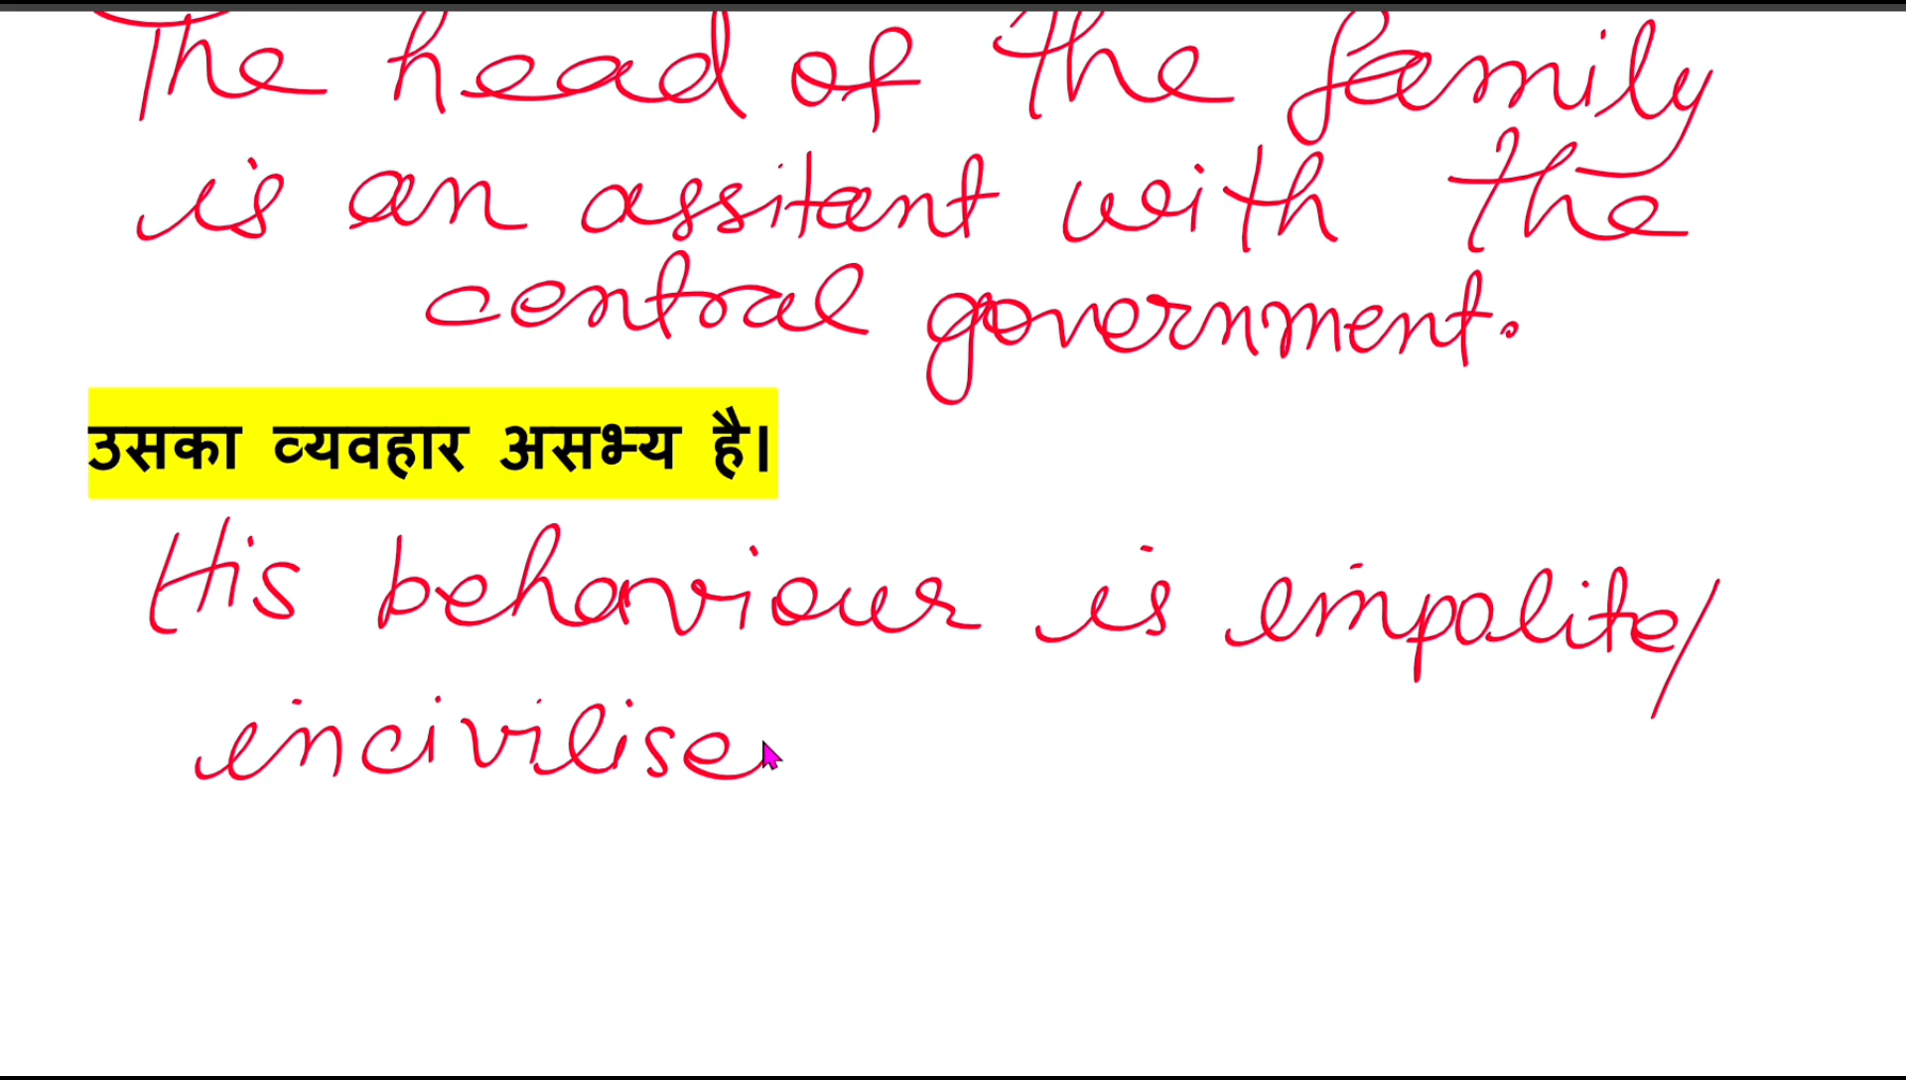 The head of the family
is an assitant with the
central government.
उसका व्यवहार असभ्य है।
His behaviour is impolite/
incivilise